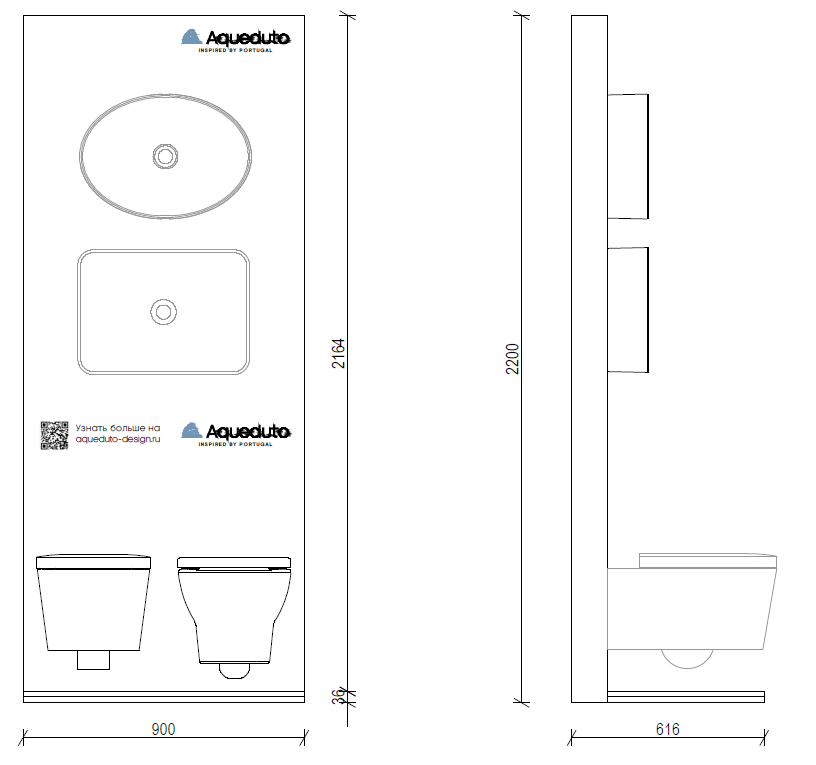 Aqueduto
INSPIRED BY PORTUGAL
2164
2200
Узнать больше на
aqueduto-design.ru
Aqueduto
INSPIRED BY PORTUGAL
36
900
616